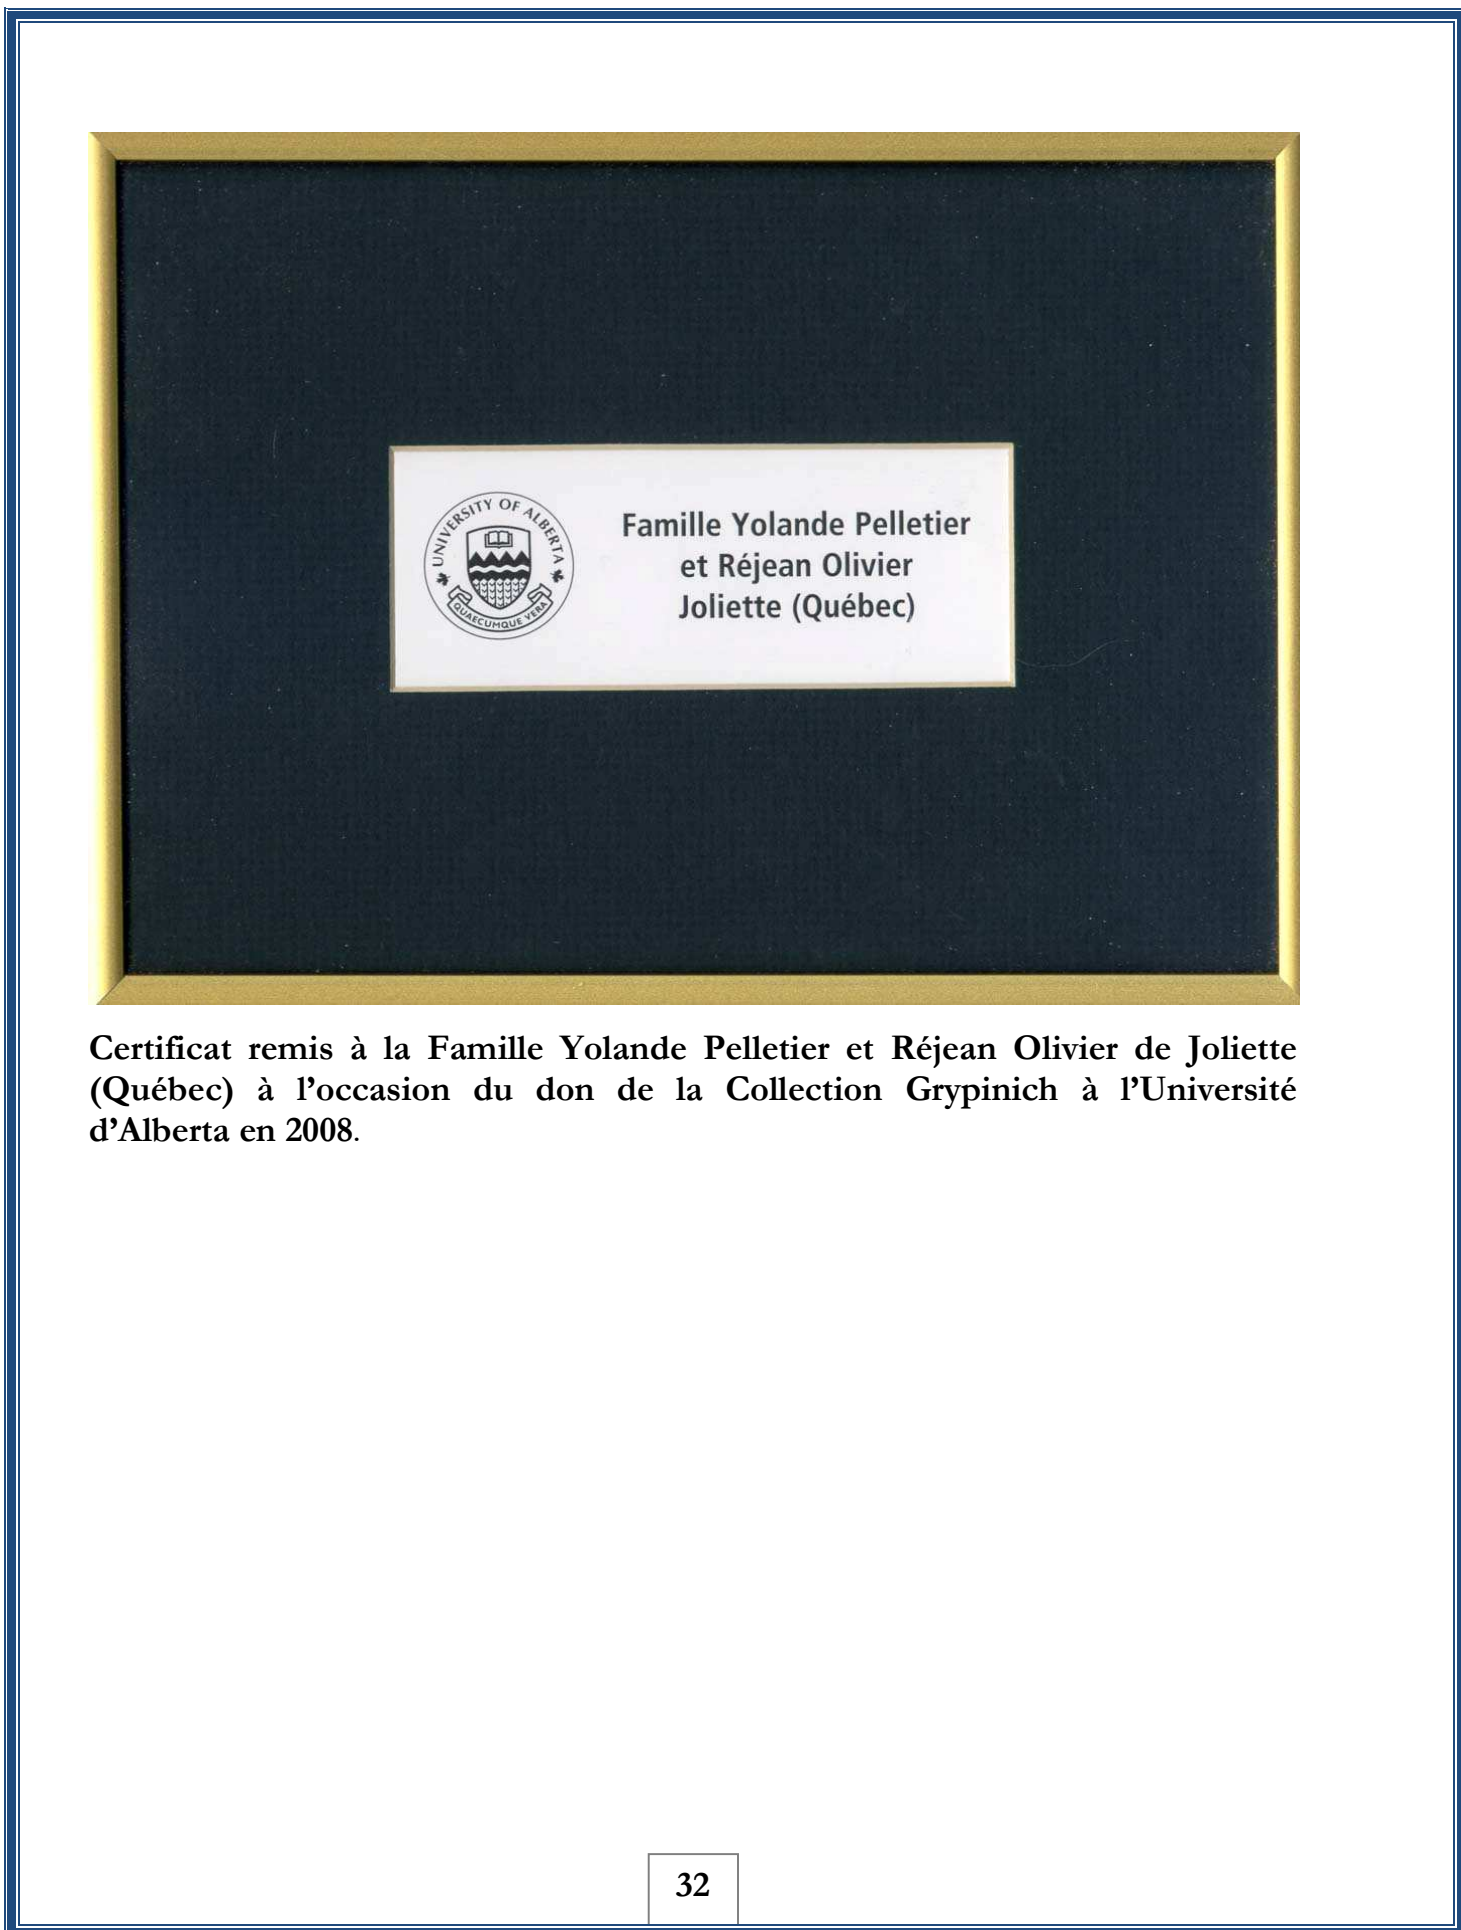 UNIVERSITY OF ALBERTA
QUAECUMQUE VERA
Famille Yolande Pelletier
et Réjean Olivier
Joliette (Québec)
Certificat remis à la Famille Yolande Pelletier et Réjean Olivier de Joliette
(Québec) à l’occasion du don de la Collection Grypinich à l’Université
d’Alberta en 2008.
32